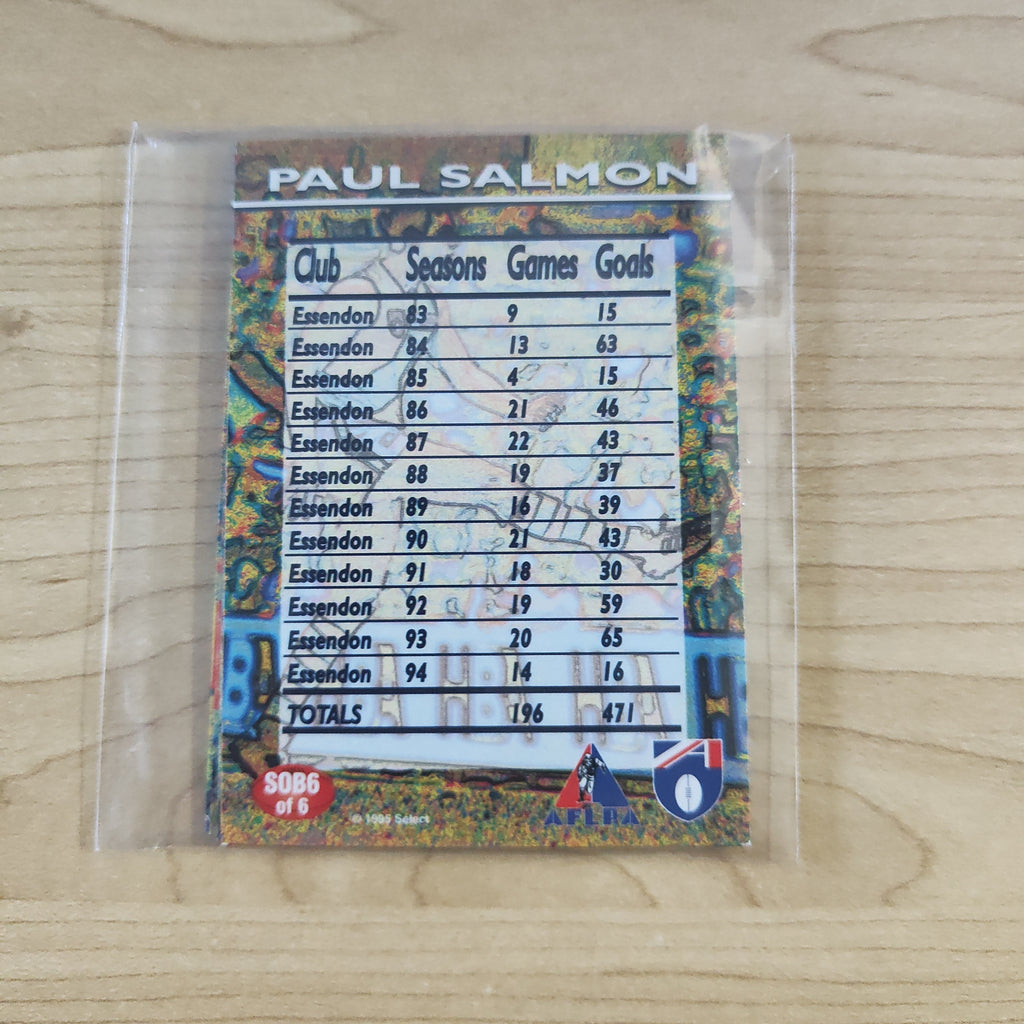 PAUL SALMON
Club Seasons Games Goals
Essendon 83 9 15
Essendon 84 13 63
Essendon 85 4 15
Essendon 86 21 46
Essendon 87 22 43
Essendon 88 19 37
Essendon 89 16 39
Essendon 90 21 43
Essendon 91 18 30
Essendon 92 19 59
Essendon 93 20 65
Essendon 94 14 16
TOTALS 196 471
SOB6
of 6
© 1995 Select
AFLPA